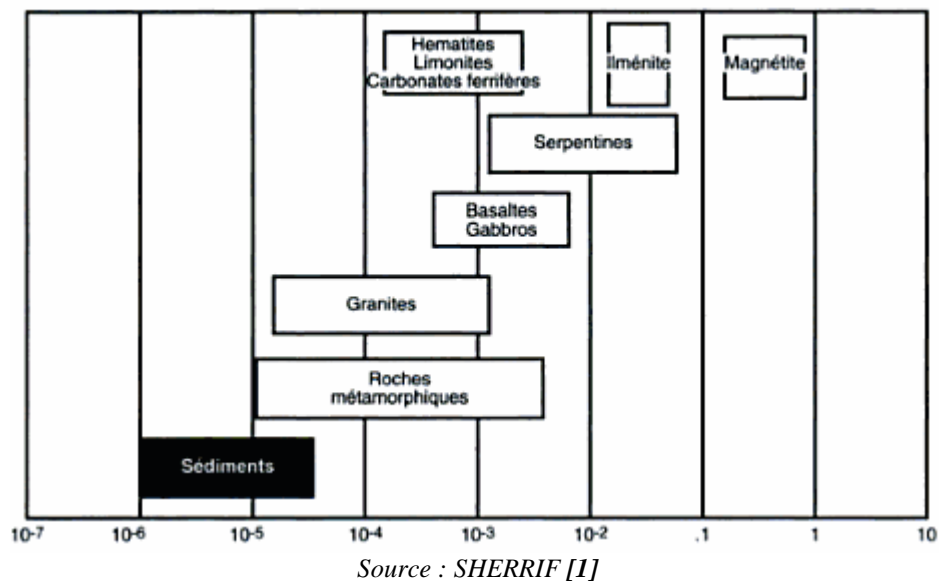 Hematites
Limonites
Carbonates ferrifères
Ilménite
Magnétite
Serpentines
Basaltes
Gabbros
Granites
Roches
métamorphiques
Sédiments
10-7 10-6 10-5 10-4 10-3 10-2 .1 1 10
Source : SHERRIF [1]